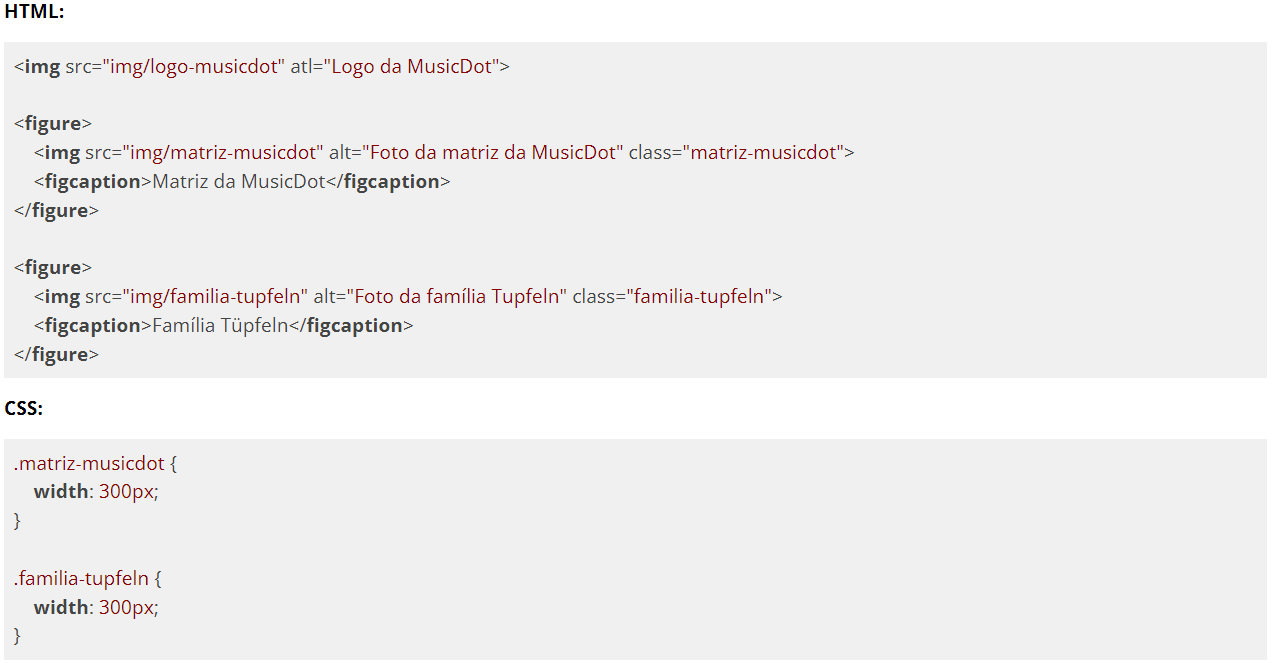 HTML:
<img src="img/logo-musicdot" atl="Logo da MusicDot">
<figure>
<img src="img/matriz-musicdot" alt="Foto da matriz da MusicDot" class="matriz-musicdot">
<figcaption>Matriz da MusicDot</figcaption>
</figure>
<figure>
<img src="img/familia-tupfeln" alt="Foto da família Tupfeln" class="familia-tupfeln">
<figcaption>Família Tüpfeln</figcaption>
</figure>
CSS:
.matriz-musicdot {
width: 300px;
}
.familia-tupfeln {
width: 300px;
}